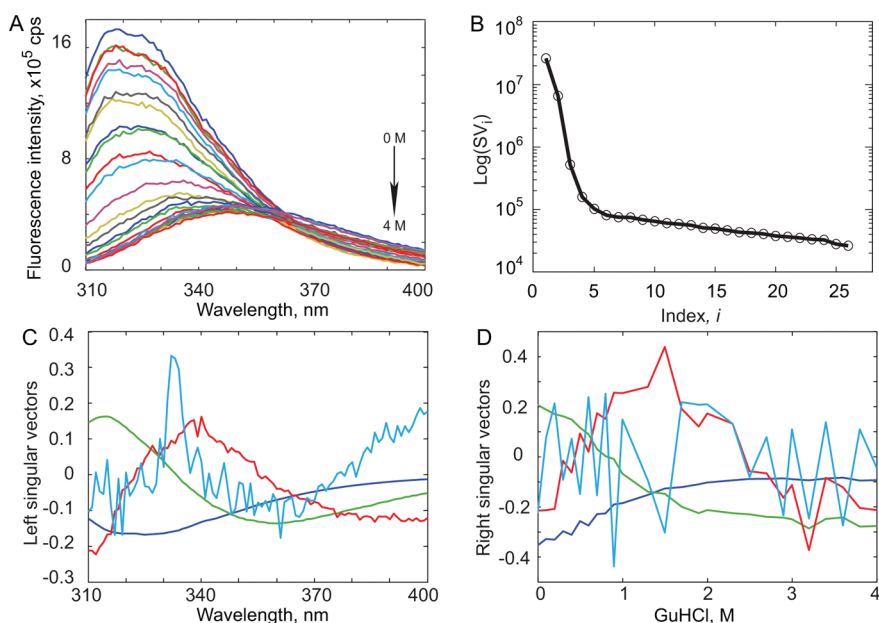 A
Fluorescence intensity, x10⁵ cps
16
8
0
0 M
4 M
310 340 370 400
Wavelength, nm
B
Log(SVᵢ)
10⁸
10⁷
10⁶
10⁵
10⁴
0 5 10 15 20 25 30
Index, i
C
Left singular vectors
0.4
0.3
0.2
0.1
0
-0.1
-0.2
-0.3
310 340 370 400
Wavelength, nm
D
Right singular vectors
0.4
0.2
0
-0.2
-0.4
0 1 2 3 4
GuHCl, M